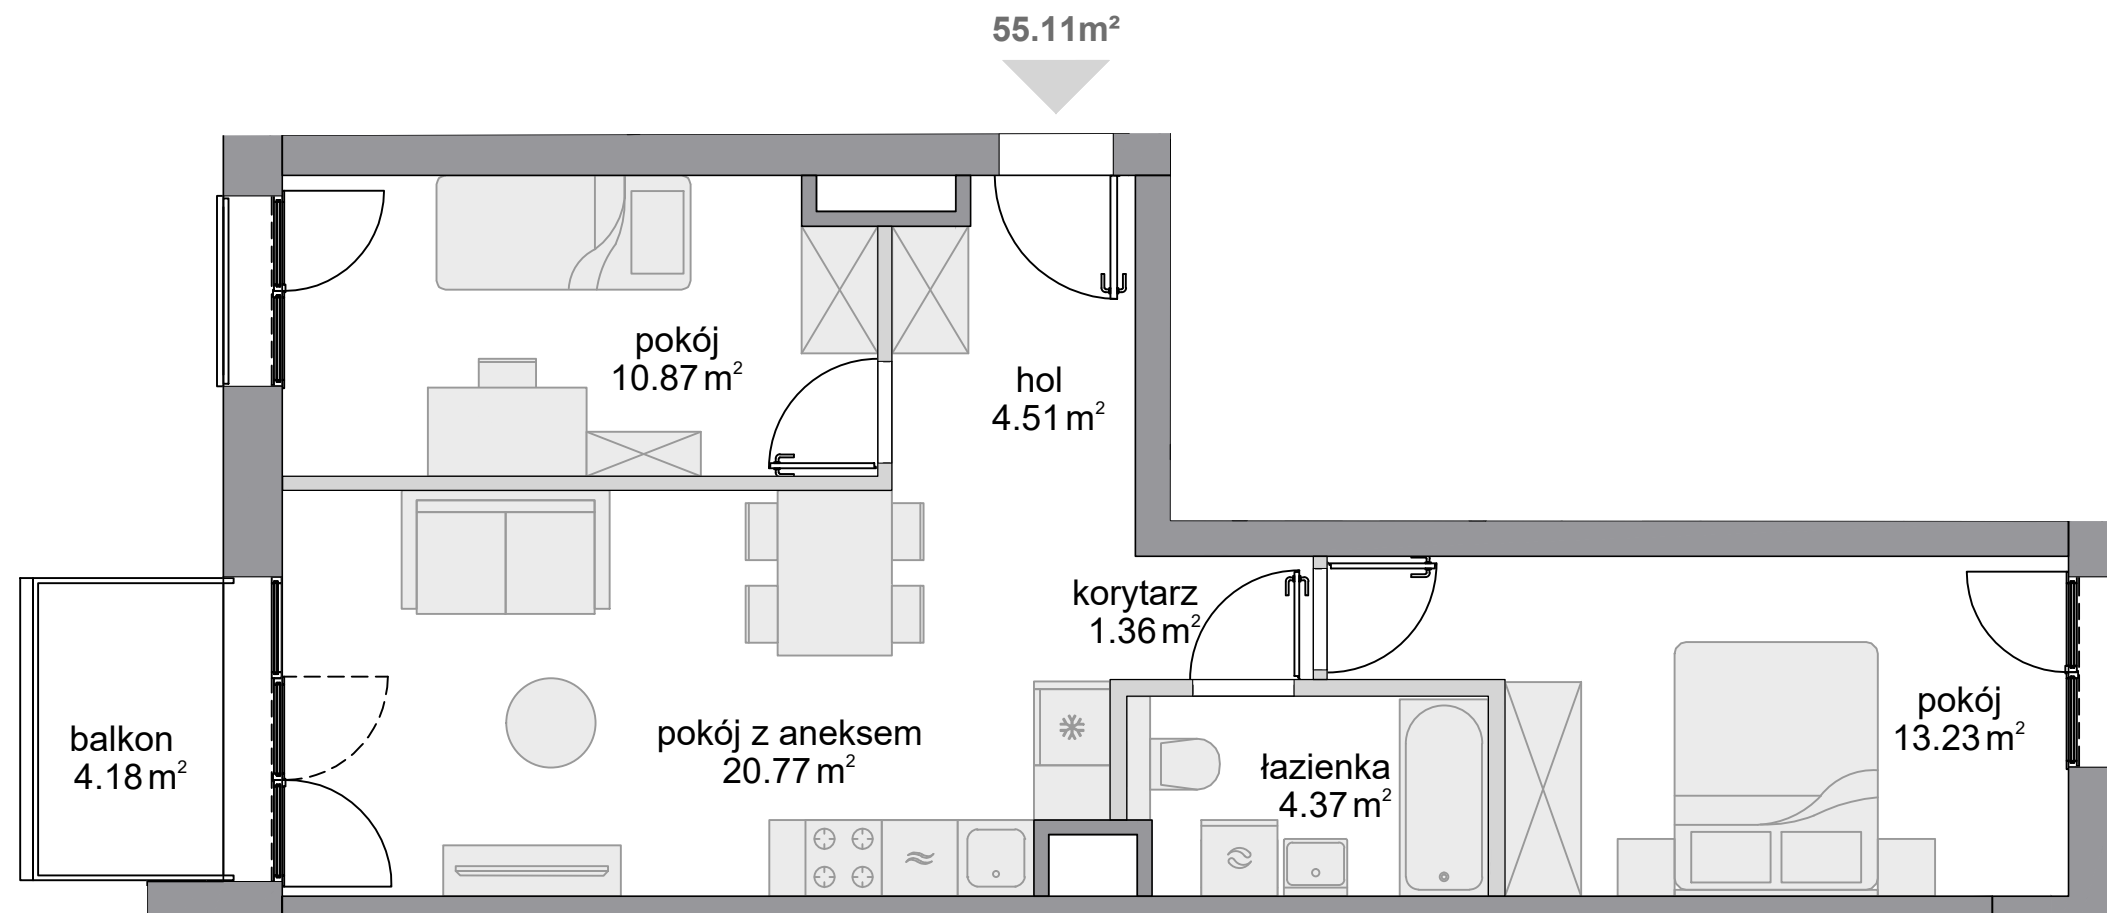 55.11m²
pokój
10.87 m²
hol
4.51 m²
korytarz
1.36 m²
pokój
13.23 m²
balkon
4.18 m²
pokój z aneksem
20.77 m²
łazienka
4.37 m²